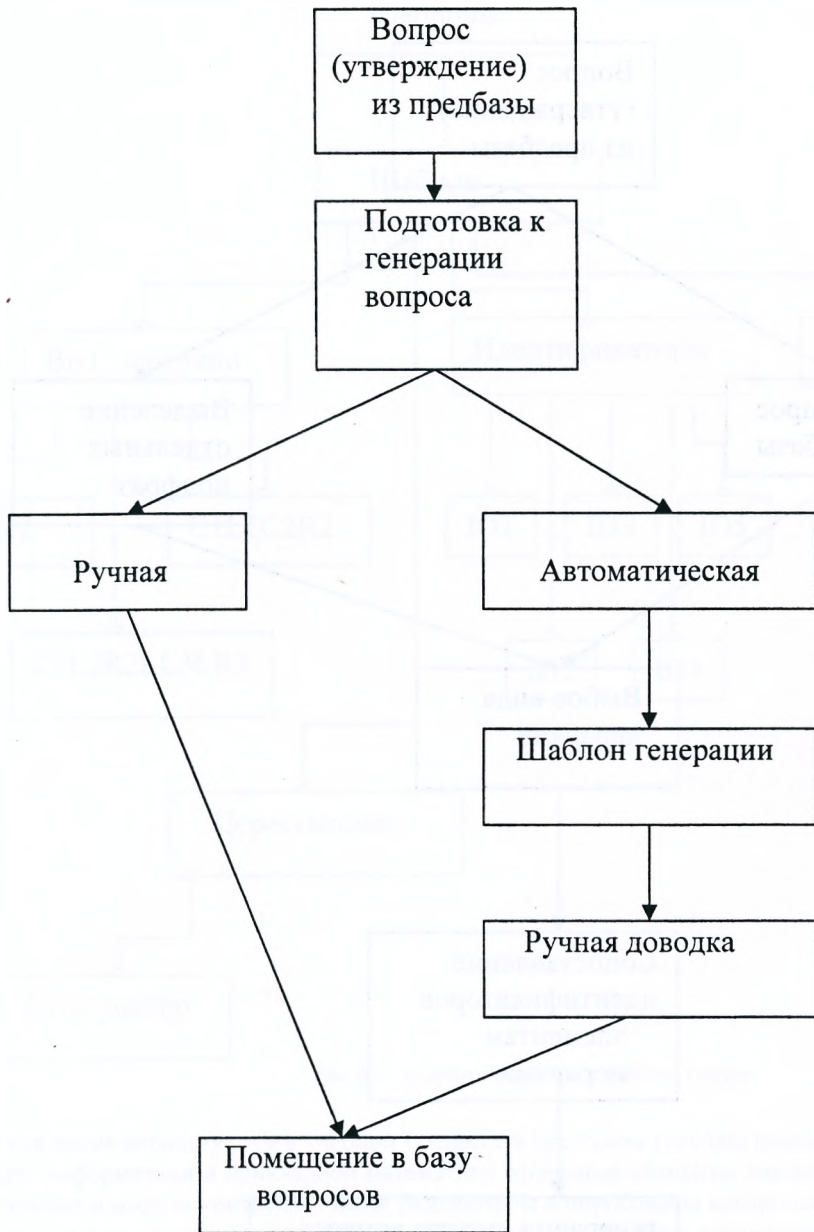 Вопрос
(утверждение)
из предбазы
Подготовка к
генерации
вопроса
Ручная
Автоматическая
Шаблон генерации
Ручная доводка
Помещение в базу
вопросов